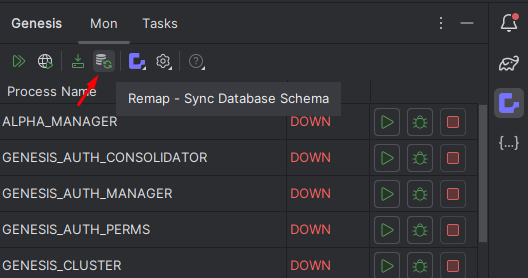 Genesis Mon Tasks
Process Name
Remap - Sync Database Schema
ALPHA_MANAGER DOWN
GENESIS_AUTH_CONSOLIDATOR DOWN
GENESIS_AUTH_MANAGER DOWN
GENESIS_AUTH_PERMS DOWN
GENESIS_CLUSTER DOWN